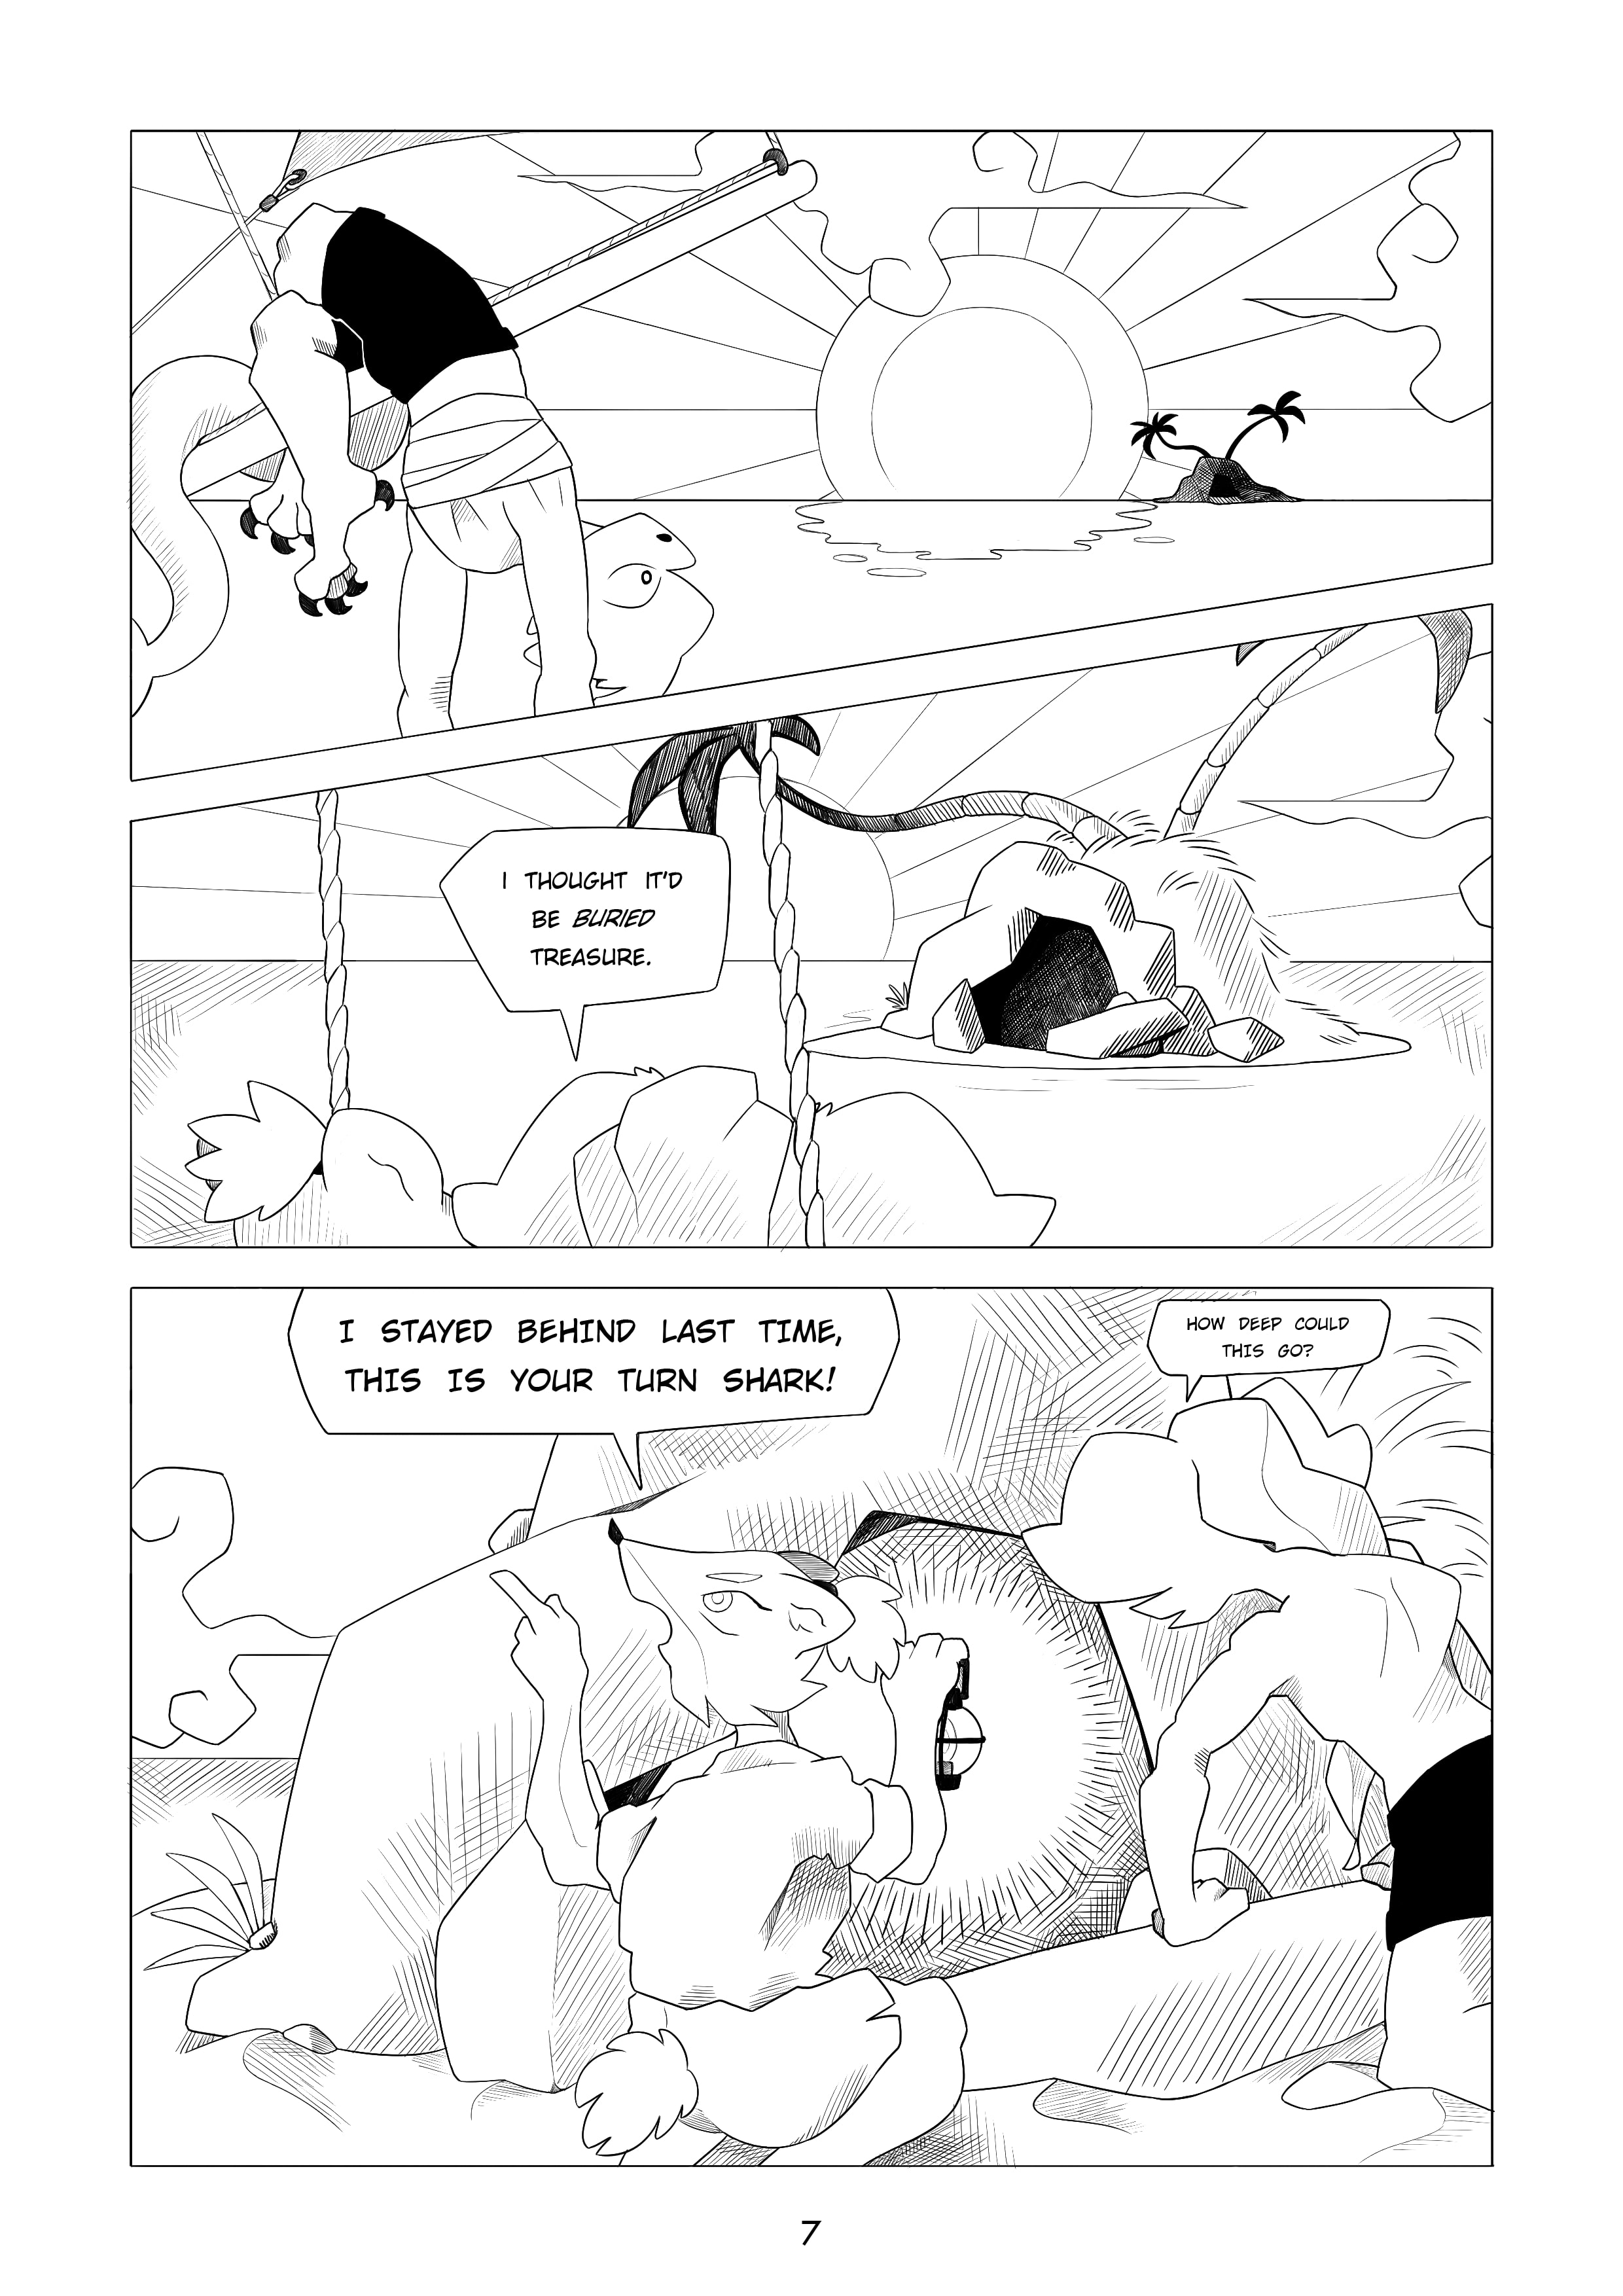 I THOUGHT IT'D
BE BURIED
TREASURE.
I STAYED BEHIND LAST TIME,
THIS IS YOUR TURN SHARK!
HOW DEEP COULD
THIS GO?
7